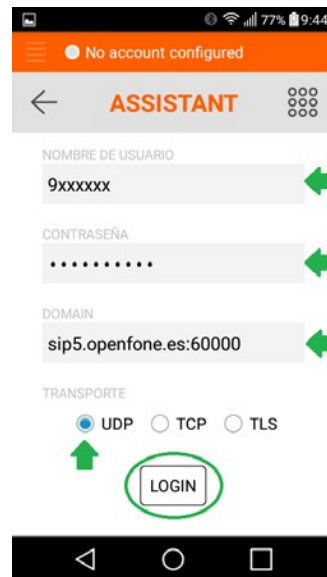 77% 9:44
No account configured
ASSISTANT
NOMBRE DE USUARIO
9xxxxxx
CONTRASEÑA
• • • • • • • • • •
DOMAIN
sip5.openfone.es:60000
TRANSPORTE
UDP TCP TLS
LOGIN